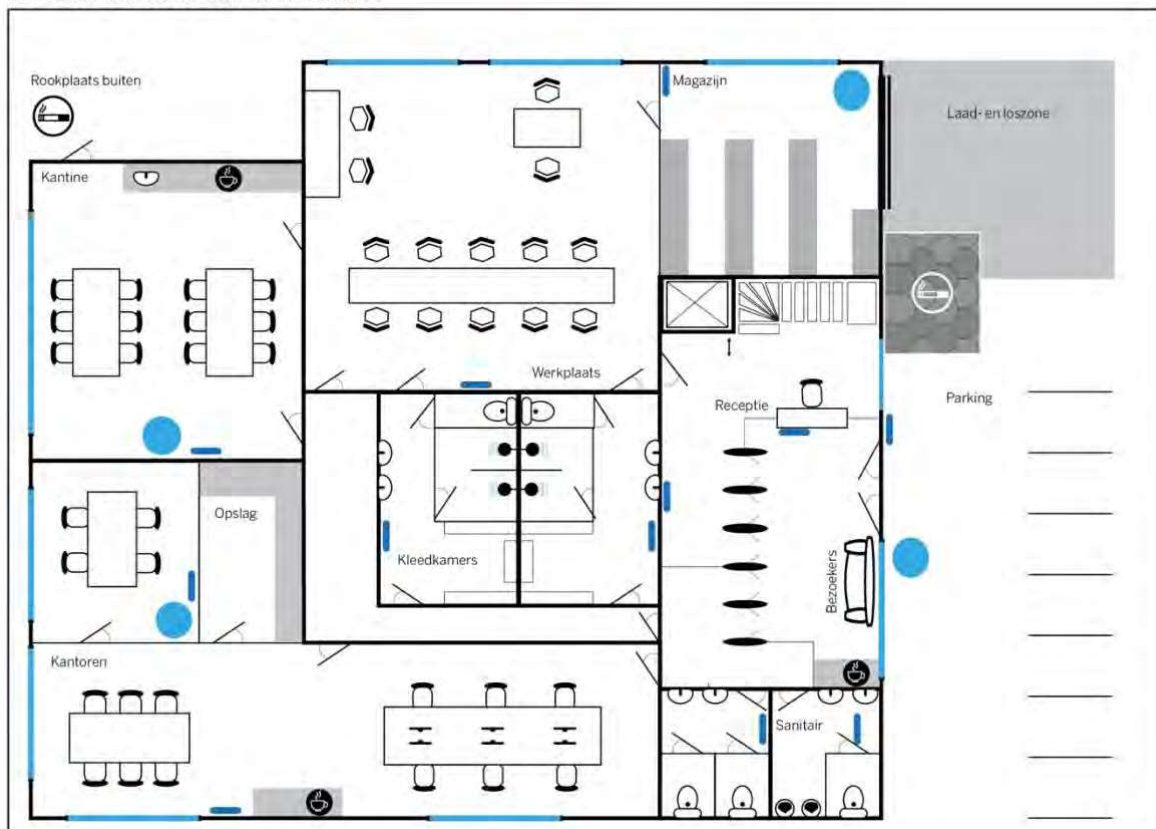 Rookplaats buiten
Magazijn
Laad- en loszone
Kantine
Werkplaats
Receptie
Parking
Opslag
Kleedkamers
Bezoekers
Kantoren
Sanitair